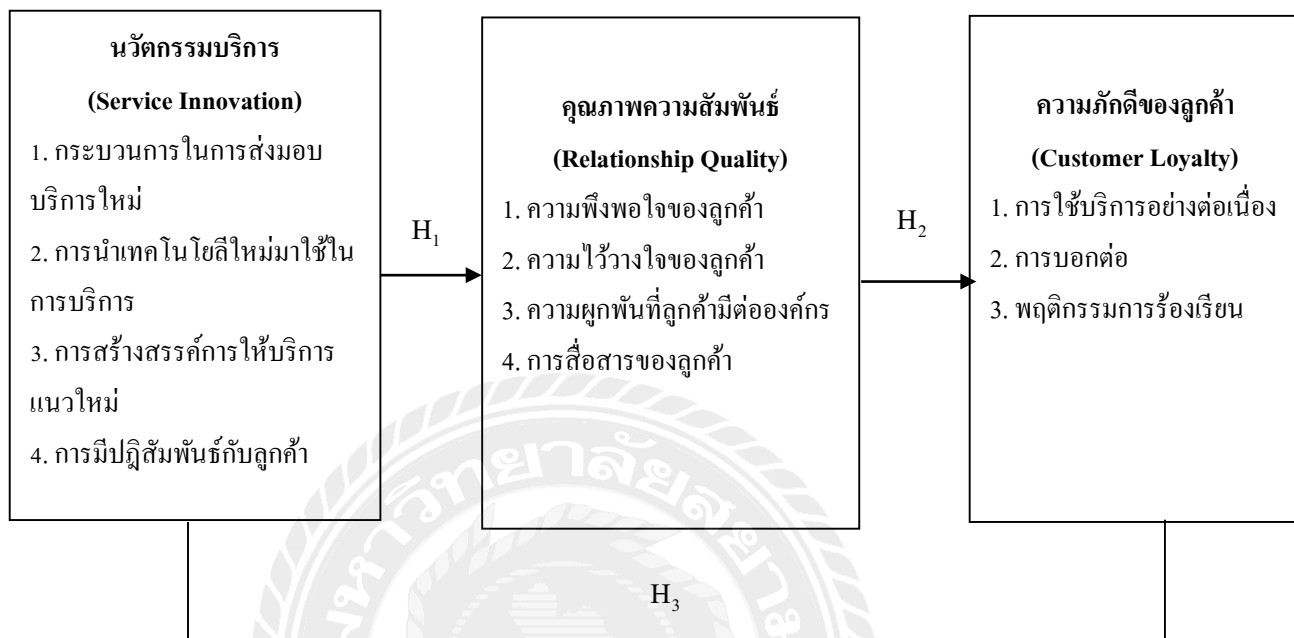 นวัตกรรมบริการ
(Service Innovation)
1. กระบวนการในการส่งมอบ
บริการใหม่
2. การนำเทคโนโยลีใหม่มาใช้ใน
การบริการ
3. การสร้างสรรค์การให้บริการ
แนวใหม่
4. การมีปฎิสัมพันธ์กับลูกค้า
H₁
คุณภาพความสัมพันธ์
(Relationship Quality)
1. ความพึงพอใจของลูกค้า
2. ความไว้วางใจของลูกค้า
3. ความผูกพันที่ลูกค้ามีต่อองค์กร
4. การสื่อสารของลูกค้า
H₂
ความภักดีของลูกค้า
(Customer Loyalty)
1. การใช้บริการอย่างต่อเนื่อง
2. การบอกต่อ
3. พฤติกรรมการร้องเรียน
H₃
มหาวิทยาลัยสยาม